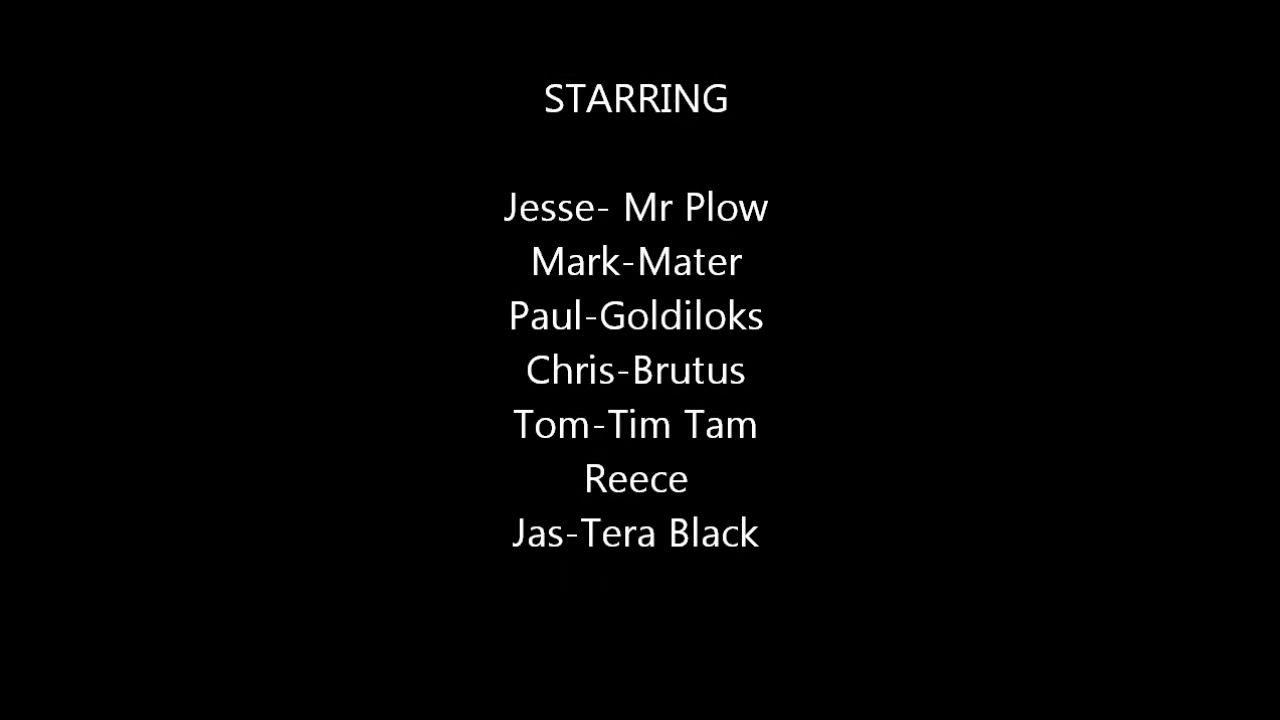 STARRING
Jesse- Mr Plow
Mark-Mater
Paul-Goldiloks
Chris-Brutus
Tom-Tim Tam
Reece
Jas-Tera Black